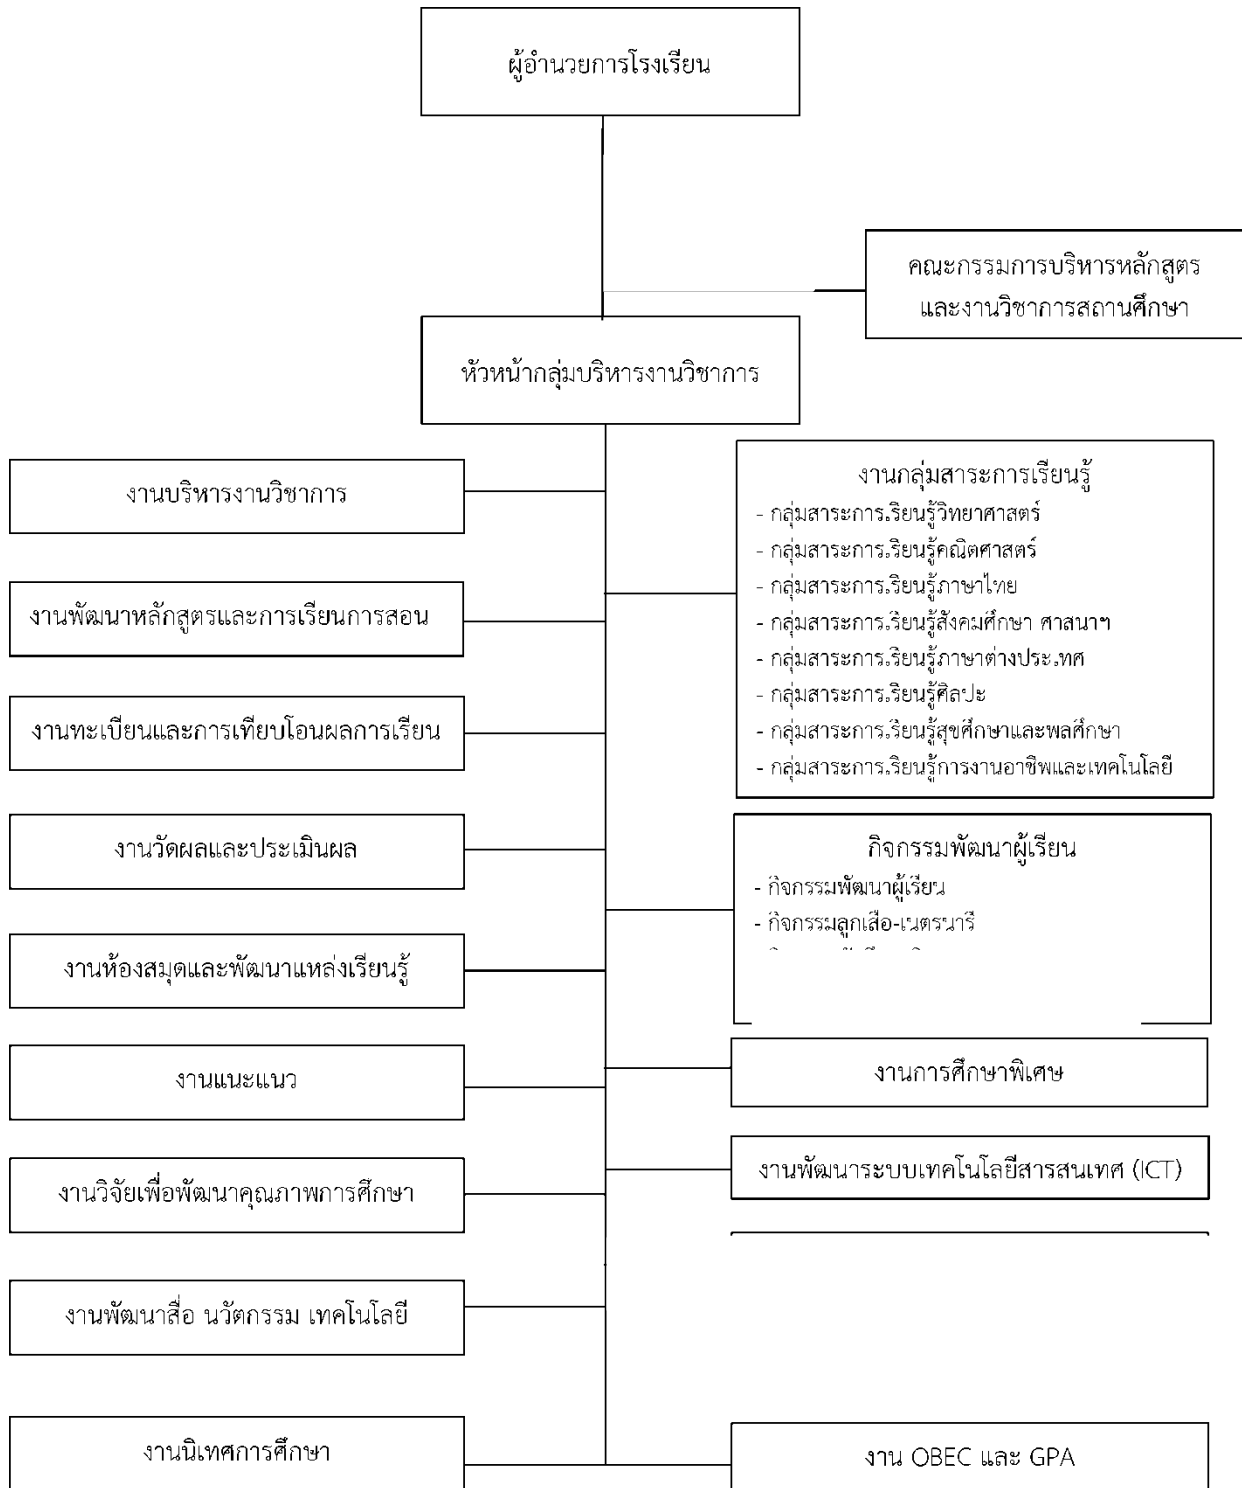 ผู้อำนวยการโรงเรียน
คณะกรรมการบริหารหลักสูตร
และงานวิชาการสถานศึกษา
หัวหน้ากลุ่มบริหารงานวิชาการ
งานบริหารงานวิชาการ
งานพัฒนาหลักสูตรและการเรียนการสอน
งานทะเบียนและการเทียบโอนผลการเรียน
งานวัดผลและประเมินผล
งานห้องสมุดและพัฒนาแหล่งเรียนรู้
งานแนะแนว
งานวิจัยเพื่อพัฒนาคุณภาพการศึกษา
งานพัฒนาสื่อ นวัตกรรม เทคโนโลยี
งานนิเทศการศึกษา
งานกลุ่มสาระการเรียนรู้
- กลุ่มสาระการเรียนรู้วิทยาศาสตร์
- กลุ่มสาระการเรียนรู้คณิตศาสตร์
- กลุ่มสาระการเรียนรู้ภาษาไทย
- กลุ่มสาระการเรียนรู้สังคมศึกษา ศาสนาฯ
- กลุ่มสาระการเรียนรู้ภาษาต่างประเทศ
- กลุ่มสาระการเรียนรู้ศิลปะ
- กลุ่มสาระการเรียนรู้สุขศึกษาและพลศึกษา
- กลุ่มสาระการเรียนรู้การงานอาชีพและเทคโนโลยี
กิจกรรมพัฒนาผู้เรียน
- กิจกรรมพัฒนาผู้เรียน
- กิจกรรมลูกเสือ-เนตรนารี
งานการศึกษาพิเศษ
งานพัฒนาระบบเทคโนโลยีสารสนเทศ (ICT)
งาน OBEC และ GPA